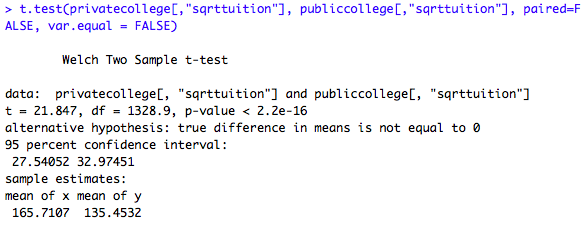 > t.test(privatecollege[,"sqrttuition"], publiccollege[,"sqrttuition"], paired=F
ALSE, var.equal = FALSE)
Welch Two Sample t-test
data:  privatecollege[, "sqrttuition"] and publiccollege[, "sqrttuition"]
t = 21.847, df = 1328.9, p-value < 2.2e-16
alternative hypothesis: true difference in means is not equal to 0
95 percent confidence interval:
27.54052 32.97451
sample estimates:
mean of x mean of y
165.7107  135.4532